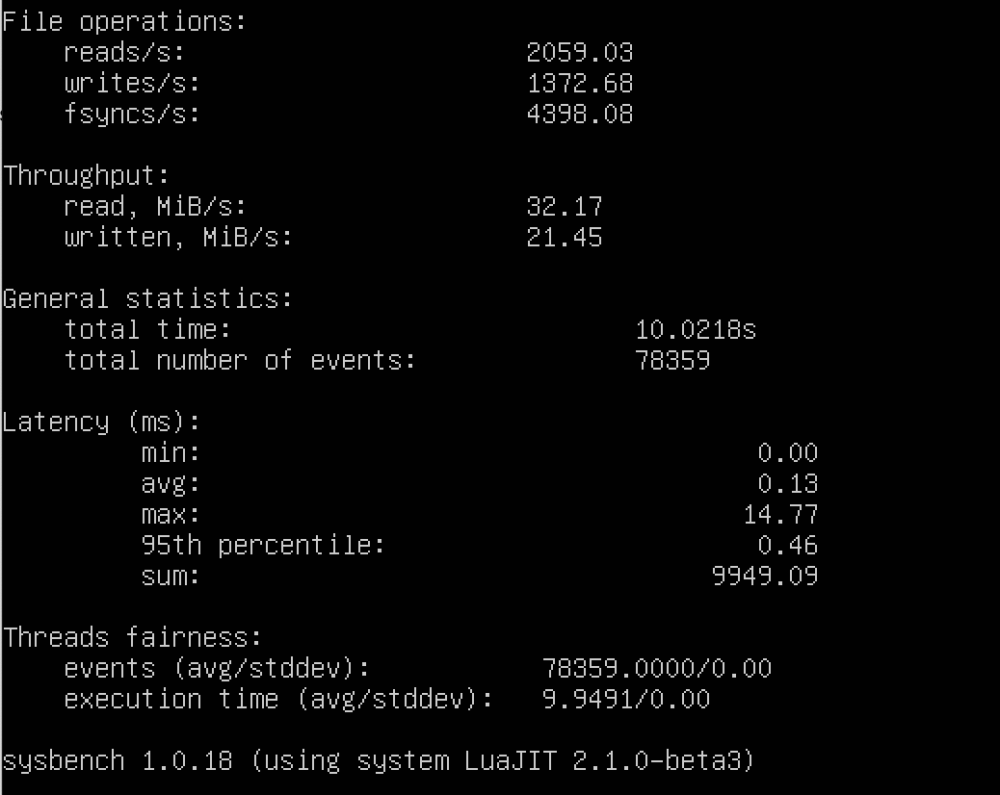 File operations:
reads/s: 2059.03
writes/s: 1372.68
fsyncs/s: 4398.08
Throughput:
read, MiB/s: 32.17
written, MiB/s: 21.45
General statistics:
total time: 10.0218s
total number of events: 78359
Latency (ms):
min: 0.00
avg: 0.13
max: 14.77
95th percentile: 0.46
sum: 9949.09
Threads fairness:
events (avg/stddev): 78359.0000/0.00
execution time (avg/stddev): 9.9491/0.00
sysbench 1.0.18 (using system LuaJIT 2.1.0-beta3)